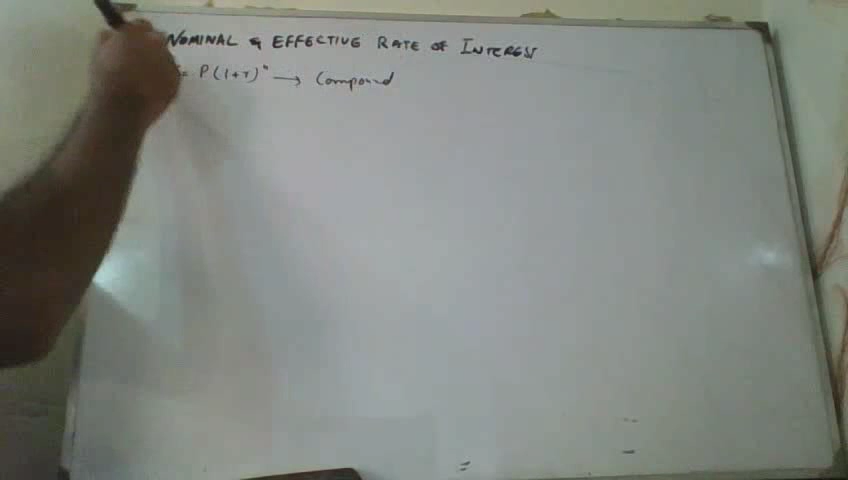 NOMINAL & EFFECTIVE RATE OF INTEREST
= P(1+r)^n → Compound